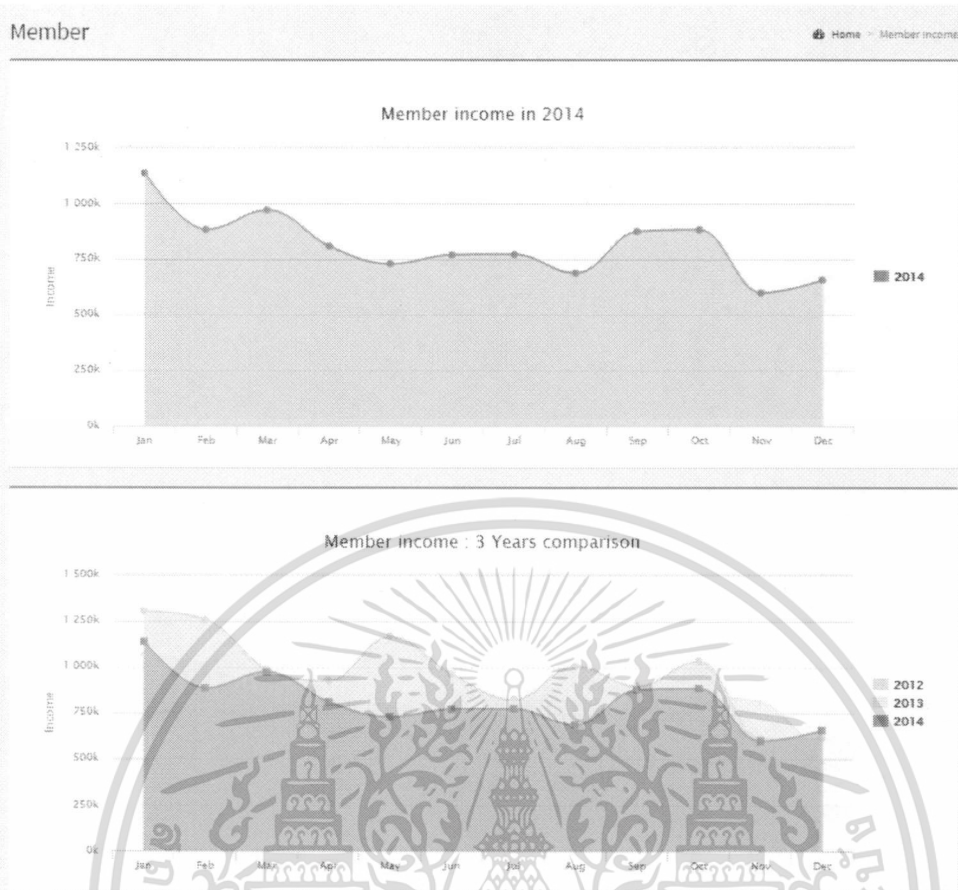 Member
Home > Member income
Member income in 2014
1 250k
1 000k
750k
500k
250k
0k
Income
Jan Feb Mar Apr May Jun Jul Aug Sep Oct Nov Dec
2014
Member income : 3 Years comparison
1 500k
1 250k
1 000k
750k
500k
250k
0k
Income
Jan Feb Mar Apr May Jun Jul Aug Sep Oct Nov Dec
2012
2013
2014